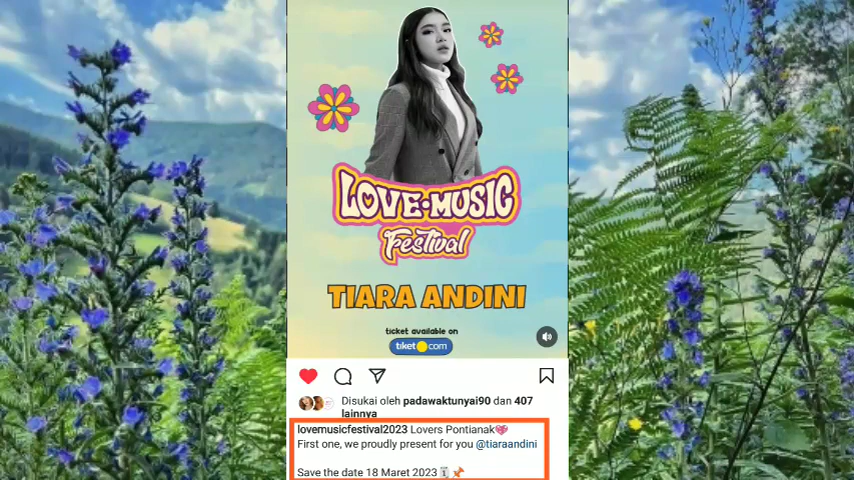 LOVE•MUSIC
Festival
TIARA ANDINI
ticket available on
tiket.com
Disukai oleh padawaktunyai90 dan 407
lainnya
lovemusicfestival2023 Lovers Pontianak💖
First one, we proudly present for you @tiaraandini
Save the date 18 Maret 2023🗓️📌